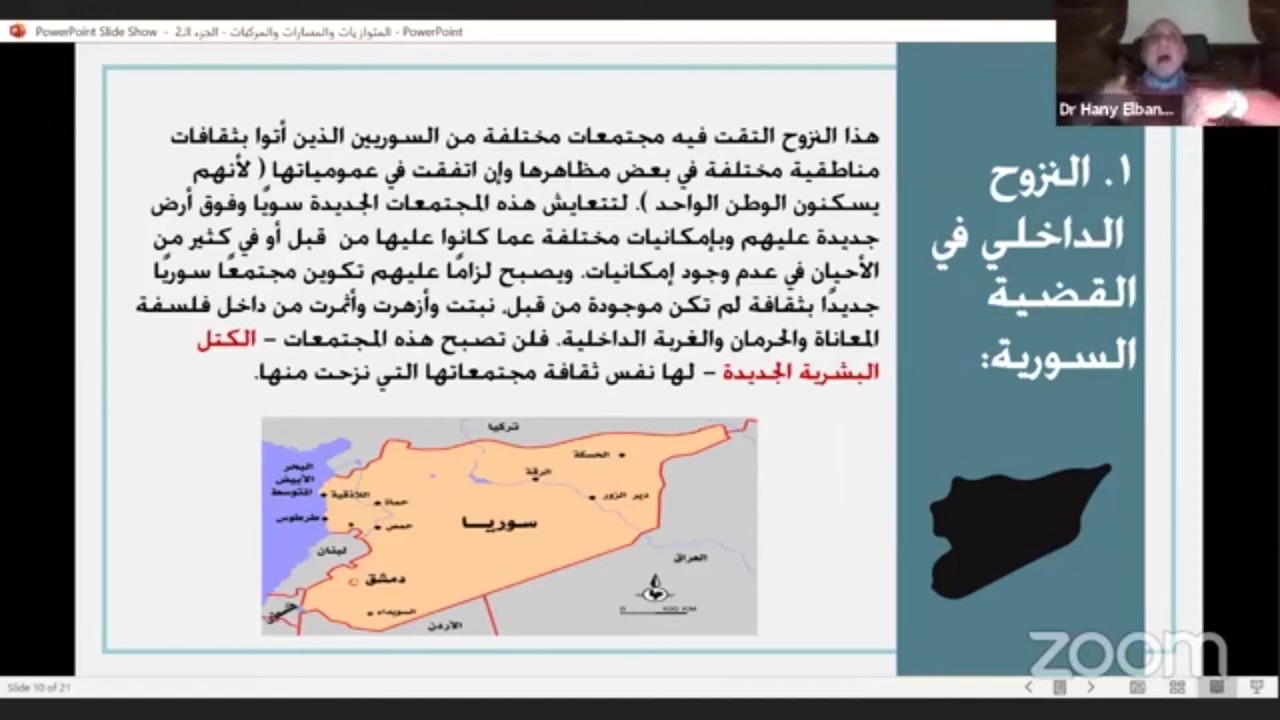 PowerPoint Slide Show - المتوازيات والمسارات والمركبات - الجزء الـ2 - PowerPoint
Dr Hany Elban...
١. النزوح
الداخلي في
القضية
السورية:
هذا النزوح التقت فيه مجتمعات مختلفة من السوريين الذين أتوا بثقافات
مناطقية مختلفة في بعض مظاهرها وإن اتفقت في عمومياتها ( لأنهم
يسكنون الوطن الواحد ). لتتعايش هذه المجتمعات الجديدة سويًا وفوق أرض
جديدة عليهم وبإمكانيات مختلفة عما كانوا عليها من قبل أو في كثير من
الأحيان في عدم وجود إمكانيات. ويصبح لزامًا عليهم تكوين مجتمعًا سوريًا
جديدًا بثقافة لم تكن موجودة من قبل، نبتت وأزهرت وأثمرت من داخل فلسفة
المعاناة والحرمان والغربة الداخلية. فلن تصبح هذه المجتمعات – الكتل
البشرية الجديدة – لها نفس ثقافة مجتمعاتها التي نزحت منها.
تركيا
الحسكة
الرقة
البحر
الأبيض
المتوسط
اللاذقية
حماة
دير الزور
طرطوس
حمص
سوريا
لبنان
العراق
دمشق
السويداء
الأردن
0 100 KM
zoom
Slide 10 of 21